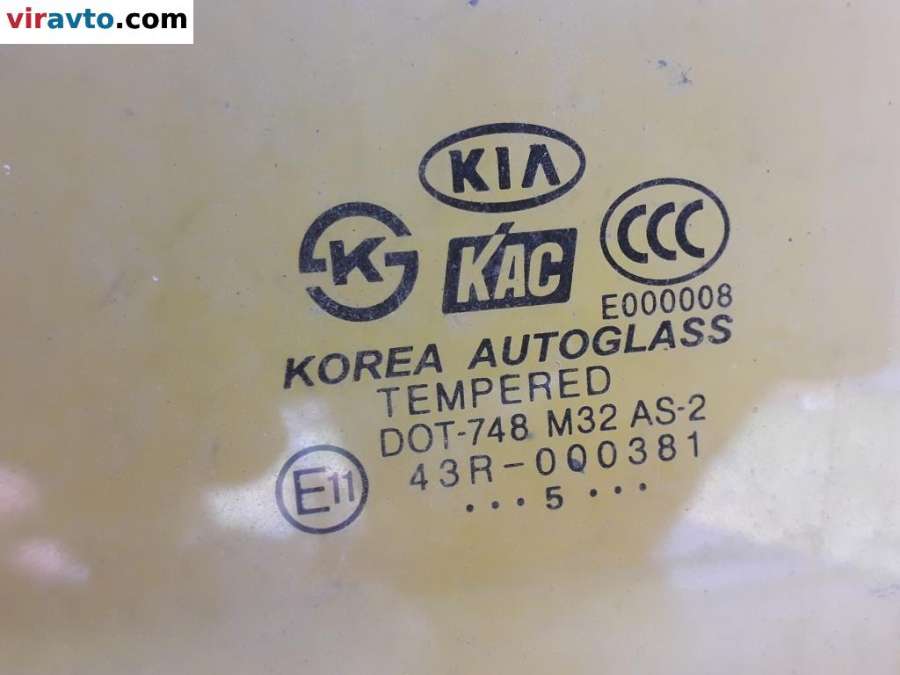 viravto.com
KIA
K
KAC
CCC
E000008
KOREA AUTOGLASS
TEMPERED
DOT-748 M32 AS-2
E11
43R-000381
...5...